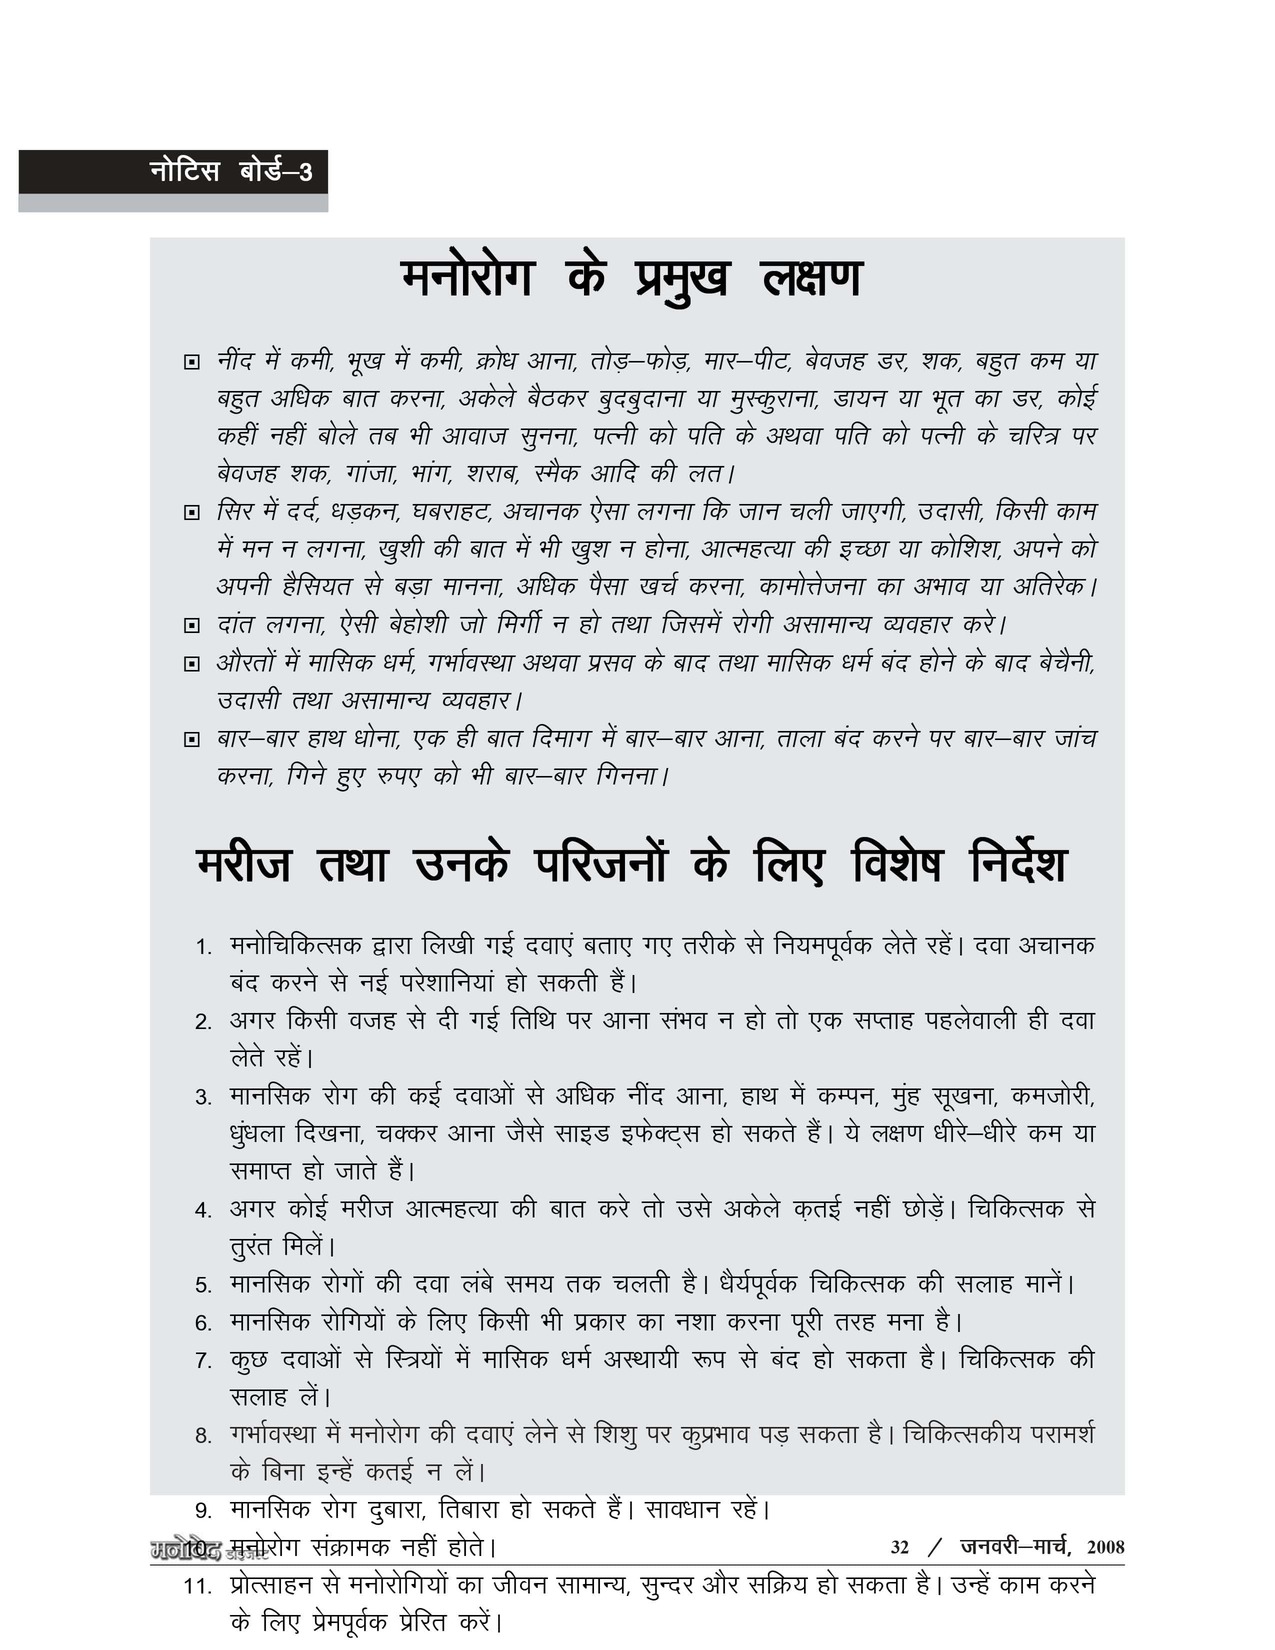 नोटिस बोर्ड–3
मनोरोग के प्रमुख लक्षण
नींद में कमी, भूख में कमी, क्रोध आना, तोड़–फोड़, मार–पीट, बेवजह डर, शक, बहुत कम या
बहुत अधिक बात करना, अकेले बैठकर बुदबुदाना या मुस्कुराना, डायन या भूत का डर, कोई
कहीं नहीं बोले तब भी आवाज सुनना, पत्नी को पति के अथवा पति को पत्नी के चरित्र पर
बेवजह शक, गांजा, भांग, शराब, स्मैक आदि की लत।
सिर में दर्द, धड़कन, घबराहट, अचानक ऐसा लगना कि जान चली जाएगी, उदासी, किसी काम
में मन न लगना, खुशी की बात में भी खुश न होना, आत्महत्या की इच्छा या कोशिश, अपने को
अपनी हैसियत से बड़ा मानना, अधिक पैसा खर्च करना, कामोत्तेजना का अभाव या अतिरेक।
दांत लगना, ऐसी बेहोशी जो मिर्गी न हो तथा जिसमें रोगी असामान्य व्यवहार करे।
औरतों में मासिक धर्म, गर्भावस्था अथवा प्रसव के बाद तथा मासिक धर्म बंद होने के बाद बेचैनी,
उदासी तथा असामान्य व्यवहार।
बार–बार हाथ धोना, एक ही बात दिमाग में बार–बार आना, ताला बंद करने पर बार–बार जांच
करना, गिने हुए रुपए को भी बार–बार गिनना।
मरीज तथा उनके परिजनों के लिए विशेष निर्देश
1. मनोचिकित्सक द्वारा लिखी गई दवाएं बताए गए तरीके से नियमपूर्वक लेते रहें। दवा अचानक
बंद करने से नई परेशानियां हो सकती हैं।
2. अगर किसी वजह से दी गई तिथि पर आना संभव न हो तो एक सप्ताह पहलेवाली ही दवा
लेते रहें।
3. मानसिक रोग की कई दवाओं से अधिक नींद आना, हाथ में कम्पन, मुंह सूखना, कमजोरी,
धुंधला दिखना, चक्कर आना जैसे साइड इफेक्ट्स हो सकते हैं। ये लक्षण धीरे–धीरे कम या
समाप्त हो जाते हैं।
4. अगर कोई मरीज आत्महत्या की बात करे तो उसे अकेले क़तई नहीं छोड़ें। चिकित्सक से
तुरंत मिलें।
5. मानसिक रोगों की दवा लंबे समय तक चलती है। धैर्यपूर्वक चिकित्सक की सलाह मानें।
6. मानसिक रोगियों के लिए किसी भी प्रकार का नशा करना पूरी तरह मना है।
7. कुछ दवाओं से स्त्रियों में मासिक धर्म अस्थायी रूप से बंद हो सकता है। चिकित्सक की
सलाह लें।
8. गर्भावस्था में मनोरोग की दवाएं लेने से शिशु पर कुप्रभाव पड़ सकता है। चिकित्सकीय परामर्श
के बिना इन्हें कतई न लें।
9. मानसिक रोग दुबारा, तिबारा हो सकते हैं। सावधान रहें।
10. मनोरोग संक्रामक नहीं होते।
मनोवेद डाइजेस्ट
32 / जनवरी–मार्च, 2008
11. प्रोत्साहन से मनोरोगियों का जीवन सामान्य, सुन्दर और सक्रिय हो सकता है। उन्हें काम करने
के लिए प्रेमपूर्वक प्रेरित करें।